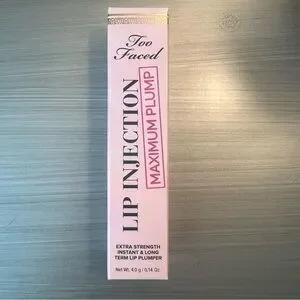 Too
Faced
LIP INJECTION
MAXIMUM PLUMP
EXTRA STRENGTH
INSTANT & LONG
TERM LIP PLUMPER
Net Wt. 4.0 g / 0.14 Oz